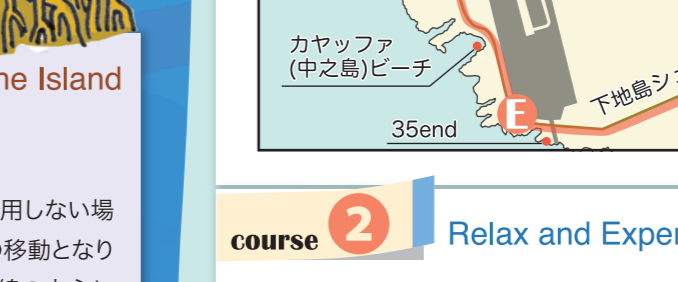 ne Island
用しない場
の移動となり
カヤッファ
(中之島)ビーチ
35end
E
下地島シ
course 2
Relax and Exper